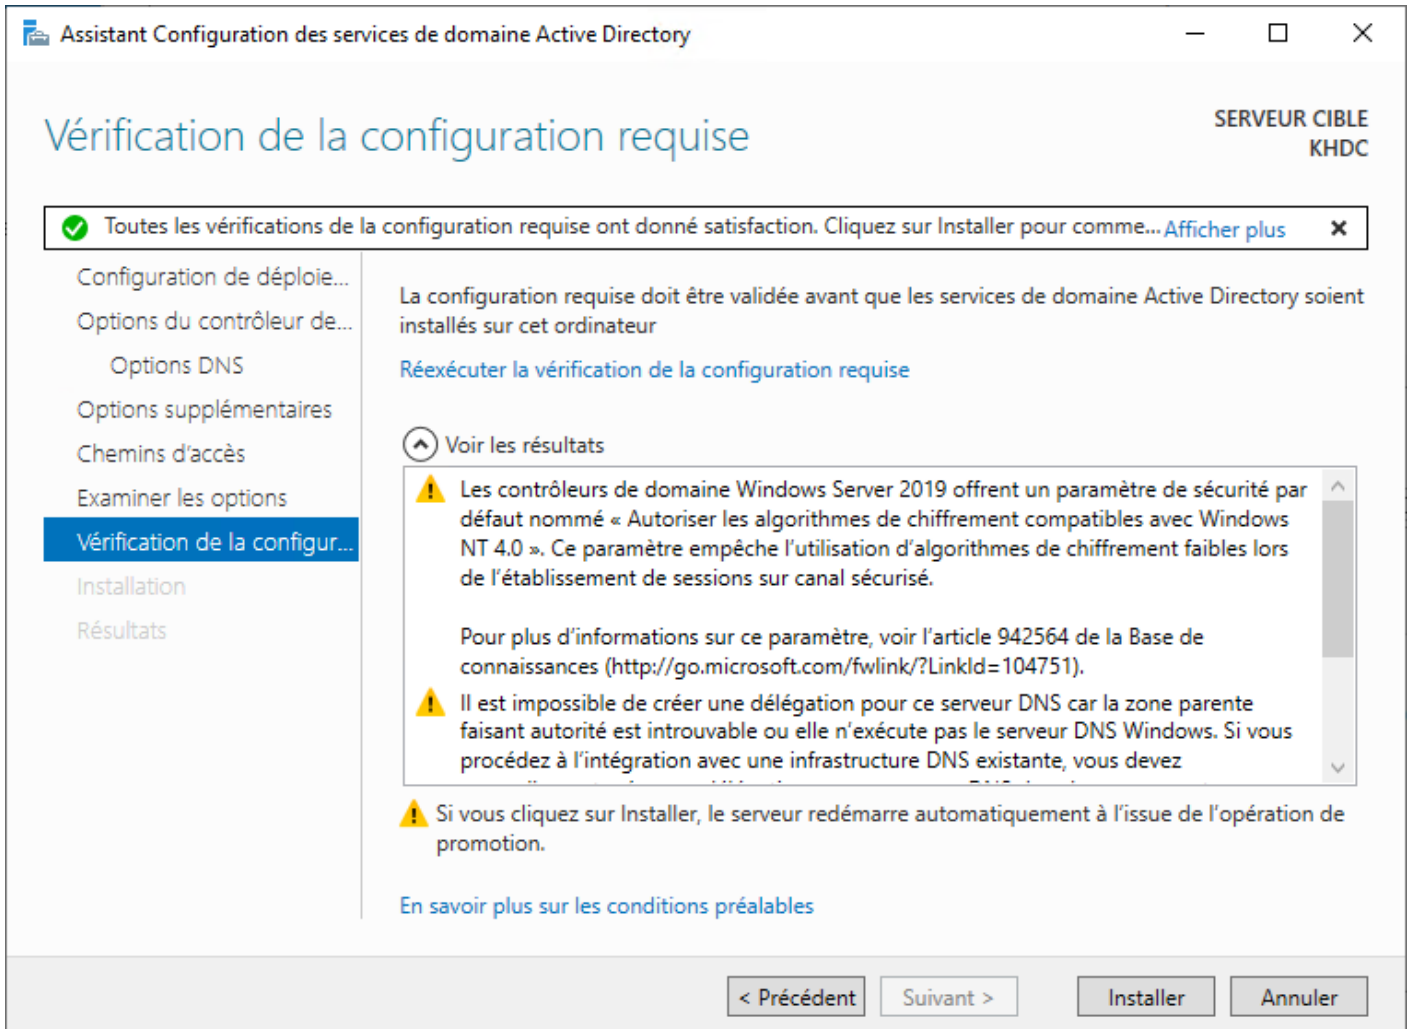 Assistant Configuration des services de domaine Active Directory
Vérification de la configuration requise
SERVEUR CIBLE
KHDC
Toutes les vérifications de la configuration requise ont donné satisfaction. Cliquez sur Installer pour comme... Afficher plus
Configuration de déploie...
Options du contrôleur de...
Options DNS
Options supplémentaires
Chemins d’accès
Examiner les options
Vérification de la configur...
Installation
Résultats
La configuration requise doit être validée avant que les services de domaine Active Directory soient
installés sur cet ordinateur
Réexécuter la vérification de la configuration requise
Voir les résultats
Les contrôleurs de domaine Windows Server 2019 offrent un paramètre de sécurité par
défaut nommé « Autoriser les algorithmes de chiffrement compatibles avec Windows
NT 4.0 ». Ce paramètre empêche l’utilisation d’algorithmes de chiffrement faibles lors
de l’établissement de sessions sur canal sécurisé.
Pour plus d’informations sur ce paramètre, voir l’article 942564 de la Base de
connaissances (http://go.microsoft.com/fwlink/?LinkId=104751).
Il est impossible de créer une délégation pour ce serveur DNS car la zone parente
faisant autorité est introuvable ou elle n’exécute pas le serveur DNS Windows. Si vous
procédez à l’intégration avec une infrastructure DNS existante, vous devez
Si vous cliquez sur Installer, le serveur redémarre automatiquement à l’issue de l’opération de
promotion.
En savoir plus sur les conditions préalables
< Précédent
Suivant >
Installer
Annuler